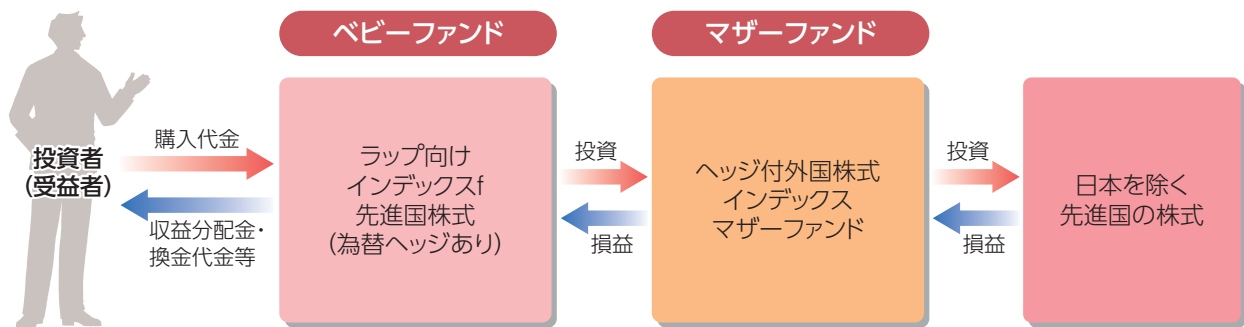 ベビーファンド
マザーファンド
投資者
(受益者)
購入代金
収益分配金・
換金代金等
ラップ向け
インデックスf
先進国株式
(為替ヘッジあり)
投資
損益
ヘッジ付外国株式
インデックス
マザーファンド
投資
損益
日本を除く
先進国の株式